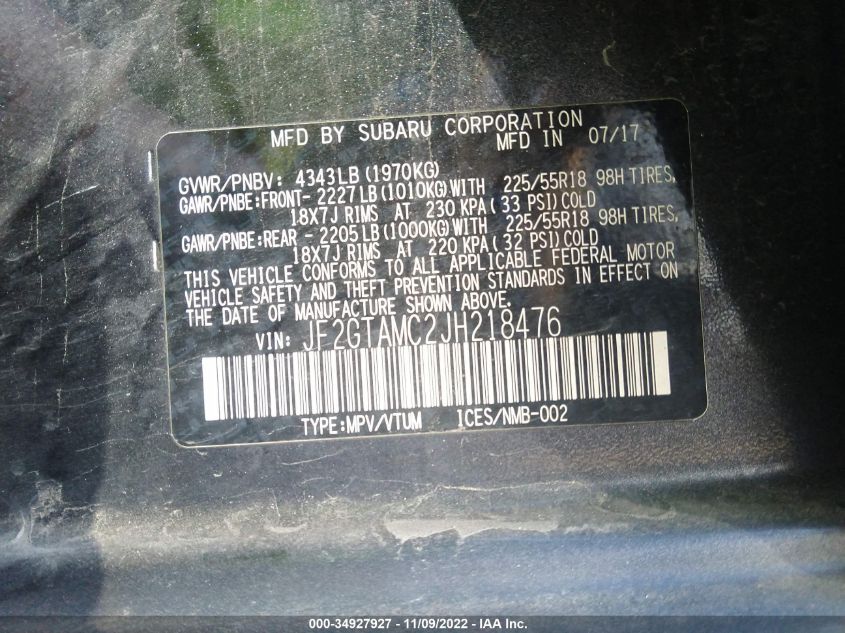 MFD BY SUBARU CORPORATION
MFD IN 07/17
GVWR/PNBV: 4343LB (1970KG)
GAWR/PNBE:FRONT- 2227LB (1010KG) WITH 225/55R18 98H TIRES,
18X7J RIMS AT 230 KPA( 33 PSI) COLD
GAWR/PNBE:REAR - 2205LB (1000KG) WITH 225/55R18 98H TIRES,
18X7J RIMS AT 220 KPA( 32 PSI) COLD
THIS VEHICLE CONFORMS TO ALL APPLICABLE FEDERAL MOTOR
VEHICLE SAFETY AND THEFT PREVENTION STANDARDS IN EFFECT ON
THE DATE OF MANUFACTURE SHOWN ABOVE.
VIN: JF2GTAMC2JH218476
TYPE:MPV/VTUM ICES/NMB-002
000-34927927 - 11/09/2022 - IAA Inc.